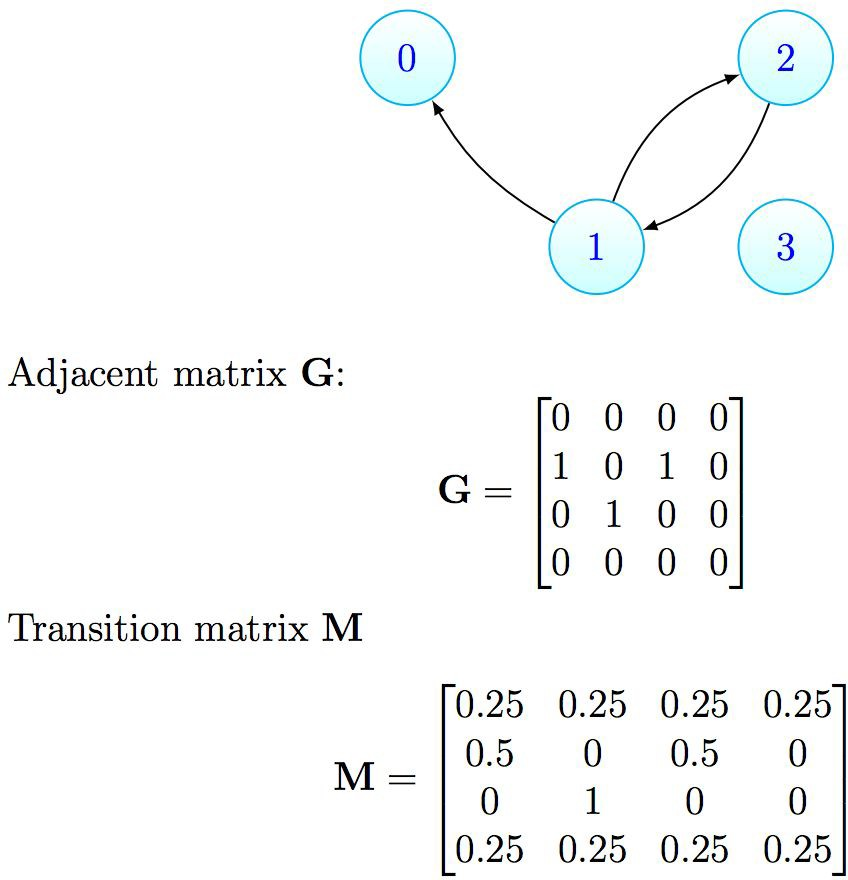 0 2
1 3
Adjacent matrix G:
G = [0 0 0 0
1 0 1 0
0 1 0 0
0 0 0 0]
Transition matrix M
M = [0.25 0.25 0.25 0.25
0.5 0 0.5 0
0 1 0 0
0.25 0.25 0.25 0.25]